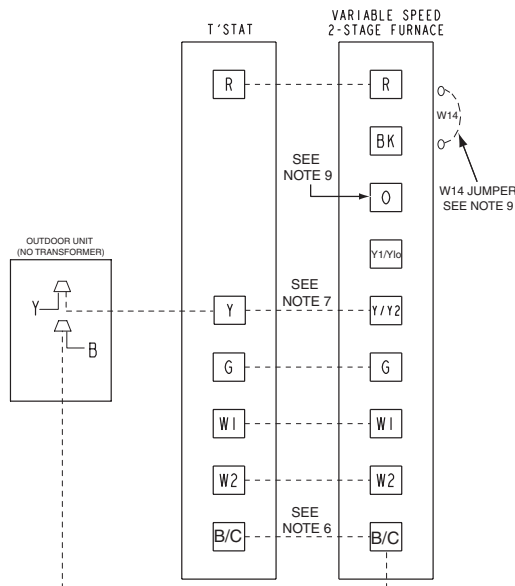 T'STAT
VARIABLE SPEED
2-STAGE FURNACE
R
R
W14
BK
SEE
NOTE 9
O
W14 JUMPER
SEE NOTE 9
Y1/Ylo
OUTDOOR UNIT
(NO TRANSFORMER)
Y
B
Y
SEE
NOTE 7
Y/Y2
G
G
W1
W1
W2
W2
SEE
NOTE 6
B/C
B/C